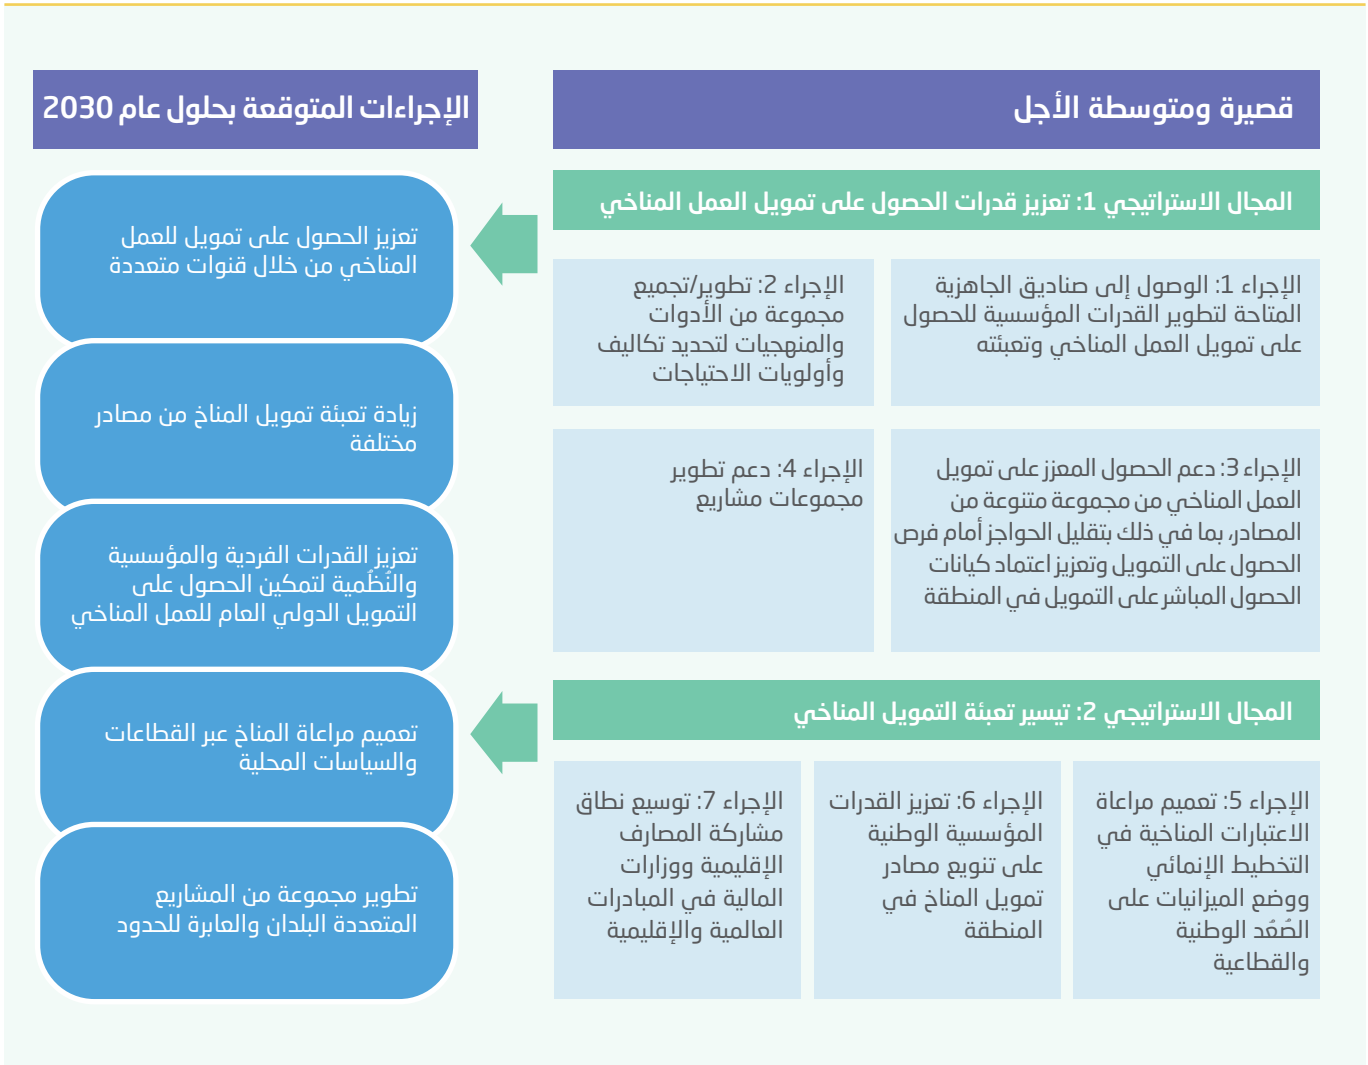 قصيرة ومتوسطة الأجل
المجال الاستراتيجي 1: تعزيز قدرات الحصول على تمويل العمل المناخي
الإجراء 1: الوصول إلى صناديق الجاهزية
المتاحة لتطوير القدرات المؤسسية للحصول
على تمويل العمل المناخي وتعبئته
الإجراء 2: تطوير/تجميع
مجموعة من الأدوات
والمنهجيات لتحديد تكاليف
وأولويات الاحتياجات
الإجراء 3: دعم الحصول المعزز على تمويل
العمل المناخي من مجموعة متنوعة من
المصادر، بما في ذلك بتقليل الحواجز أمام فرص
الحصول على التمويل وتعزيز اعتماد كيانات
الحصول المباشر على التمويل في المنطقة
الإجراء 4: دعم تطوير
مجموعات مشاريع
المجال الاستراتيجي 2: تيسير تعبئة التمويل المناخي
الإجراء 5: تعميم مراعاة
الاعتبارات المناخية في
التخطيط الإنمائي
ووضع الميزانيات على
الصُعُد الوطنية
والقطاعية
الإجراء 6: تعزيز القدرات
المؤسسية الوطنية
على تنويع مصادر
تمويل المناخ في
المنطقة
الإجراء 7: توسيع نطاق
مشاركة المصارف
الإقليمية ووزارات
المالية في المبادرات
العالمية والإقليمية
الإجراءات المتوقعة بحلول عام 2030
تعزيز الحصول على تمويل للعمل
المناخي من خلال قنوات متعددة
زيادة تعبئة تمويل المناخ من مصادر
مختلفة
تعزيز القدرات الفردية والمؤسسية
والنُظُمية لتمكين الحصول على
التمويل الدولي العام للعمل المناخي
تعميم مراعاة المناخ عبر القطاعات
والسياسات المحلية
تطوير مجموعة من المشاريع
المتعددة البلدان والعابرة للحدود